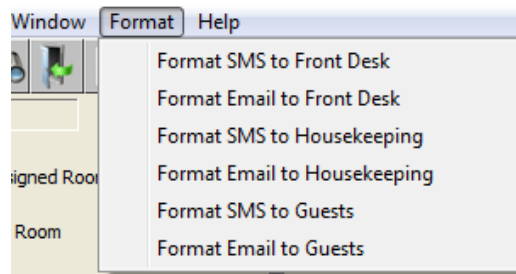 Window Format Help
Format SMS to Front Desk
Format Email to Front Desk
Format SMS to Housekeeping
Format Email to Housekeeping
Format SMS to Guests
Format Email to Guests
Room